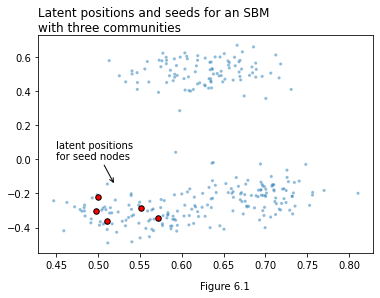 Latent positions and seeds for an SBM
with three communities
0.6
0.4
0.2
0.0
−0.2
−0.4
latent positions
for seed nodes
0.45 0.50 0.55 0.60 0.65 0.70 0.75 0.80
Figure 6.1